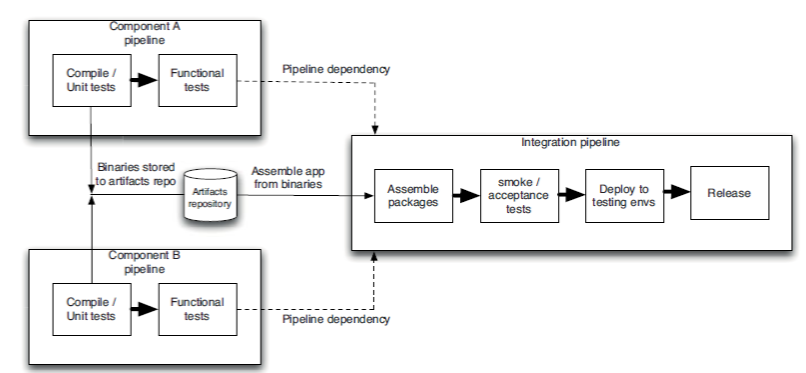 Component A
pipeline
Compile /
Unit tests
Functional
tests
Pipeline dependency
Integration pipeline
Binaries stored
to artifacts repo
Artifacts
repository
Assemble app
from binaries
Assemble
packages
smoke /
acceptance
tests
Deploy to
testing envs
Release
Component B
pipeline
Compile /
Unit tests
Functional
tests
Pipeline dependency